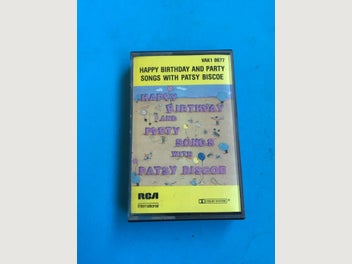 VAK1 0677
HAPPY BIRTHDAY AND PARTY
SONGS WITH PATSY BISCOE
HAPPY
BIRTHDAY
AND
PARTY
SONGS
WITH
PATSY BISCOE
RCA